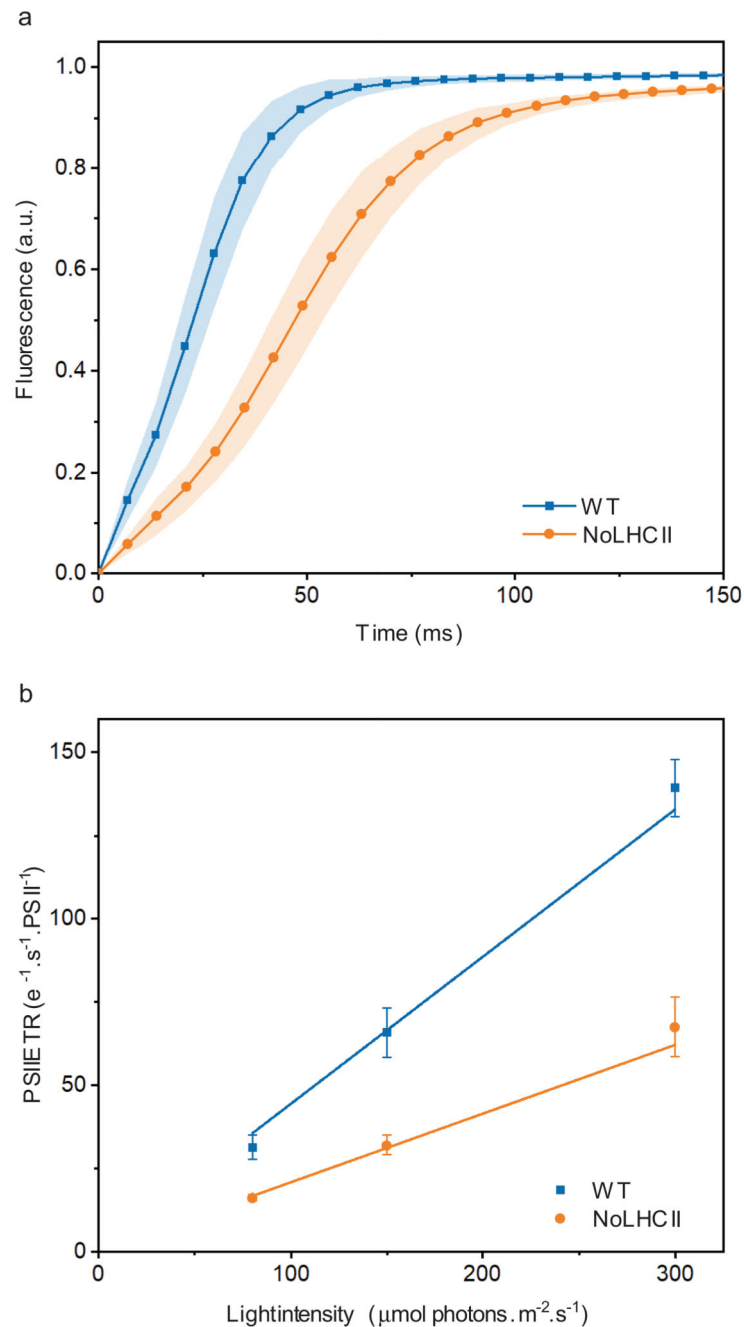 a
1.0
0.8
0.6
0.4
0.2
0.0
Fluorescence (a.u.)
WT
NoLHCII
0
50
100
150
Time (ms)
b
150
100
50
0
PSIIETR (e⁻¹.s⁻¹.PSII⁻¹)
WT
NoLHCII
0
100
200
300
Lightintensity (μmol photons.m⁻².s⁻¹)